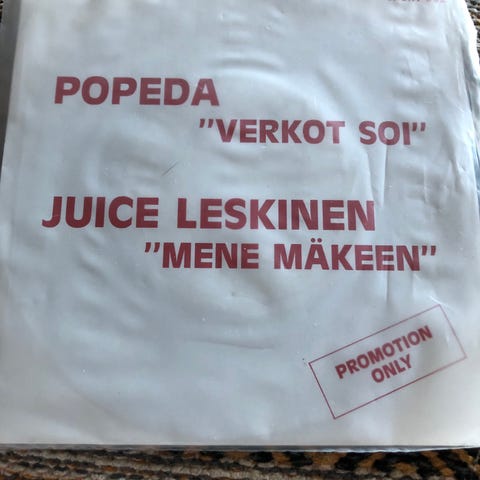 POPEDA
"VERKOT SOI"
JUICE LESKINEN
"MENE MÄKEEN"
PROMOTION
ONLY